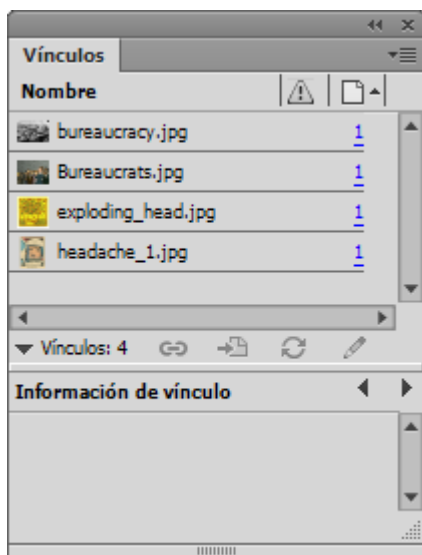 Vínculos
Nombre
bureaucracy.jpg 1
Bureaucrats.jpg 1
exploding_head.jpg 1
headache_1.jpg 1
Vínculos: 4
Información de vínculo